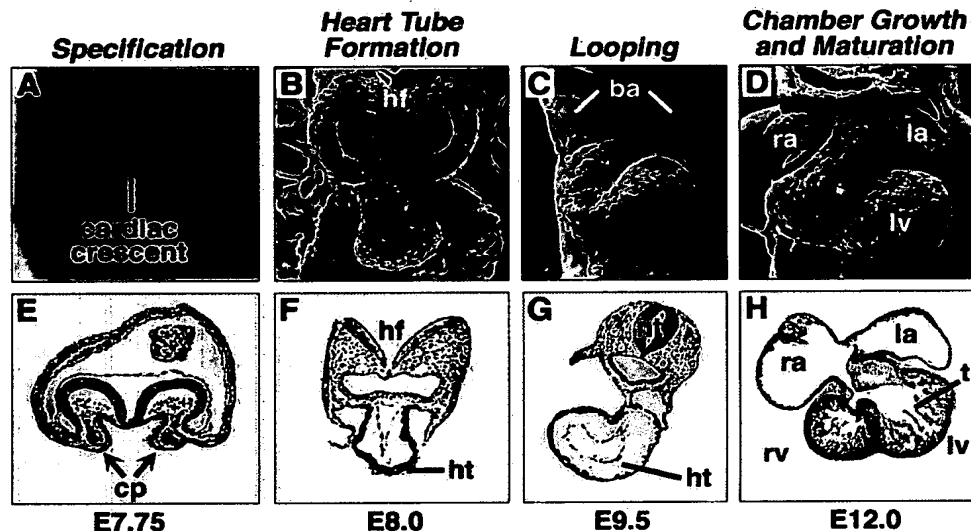 Specification
Heart Tube
Formation
Looping
Chamber Growth
and Maturation
A
cardiac
crescent
B
hf
C
ba
D
ra
la
lv
E
cp
F
hf
ht
G
ht
H
ra
la
t
rv
lv
E7.75
E8.0
E9.5
E12.0